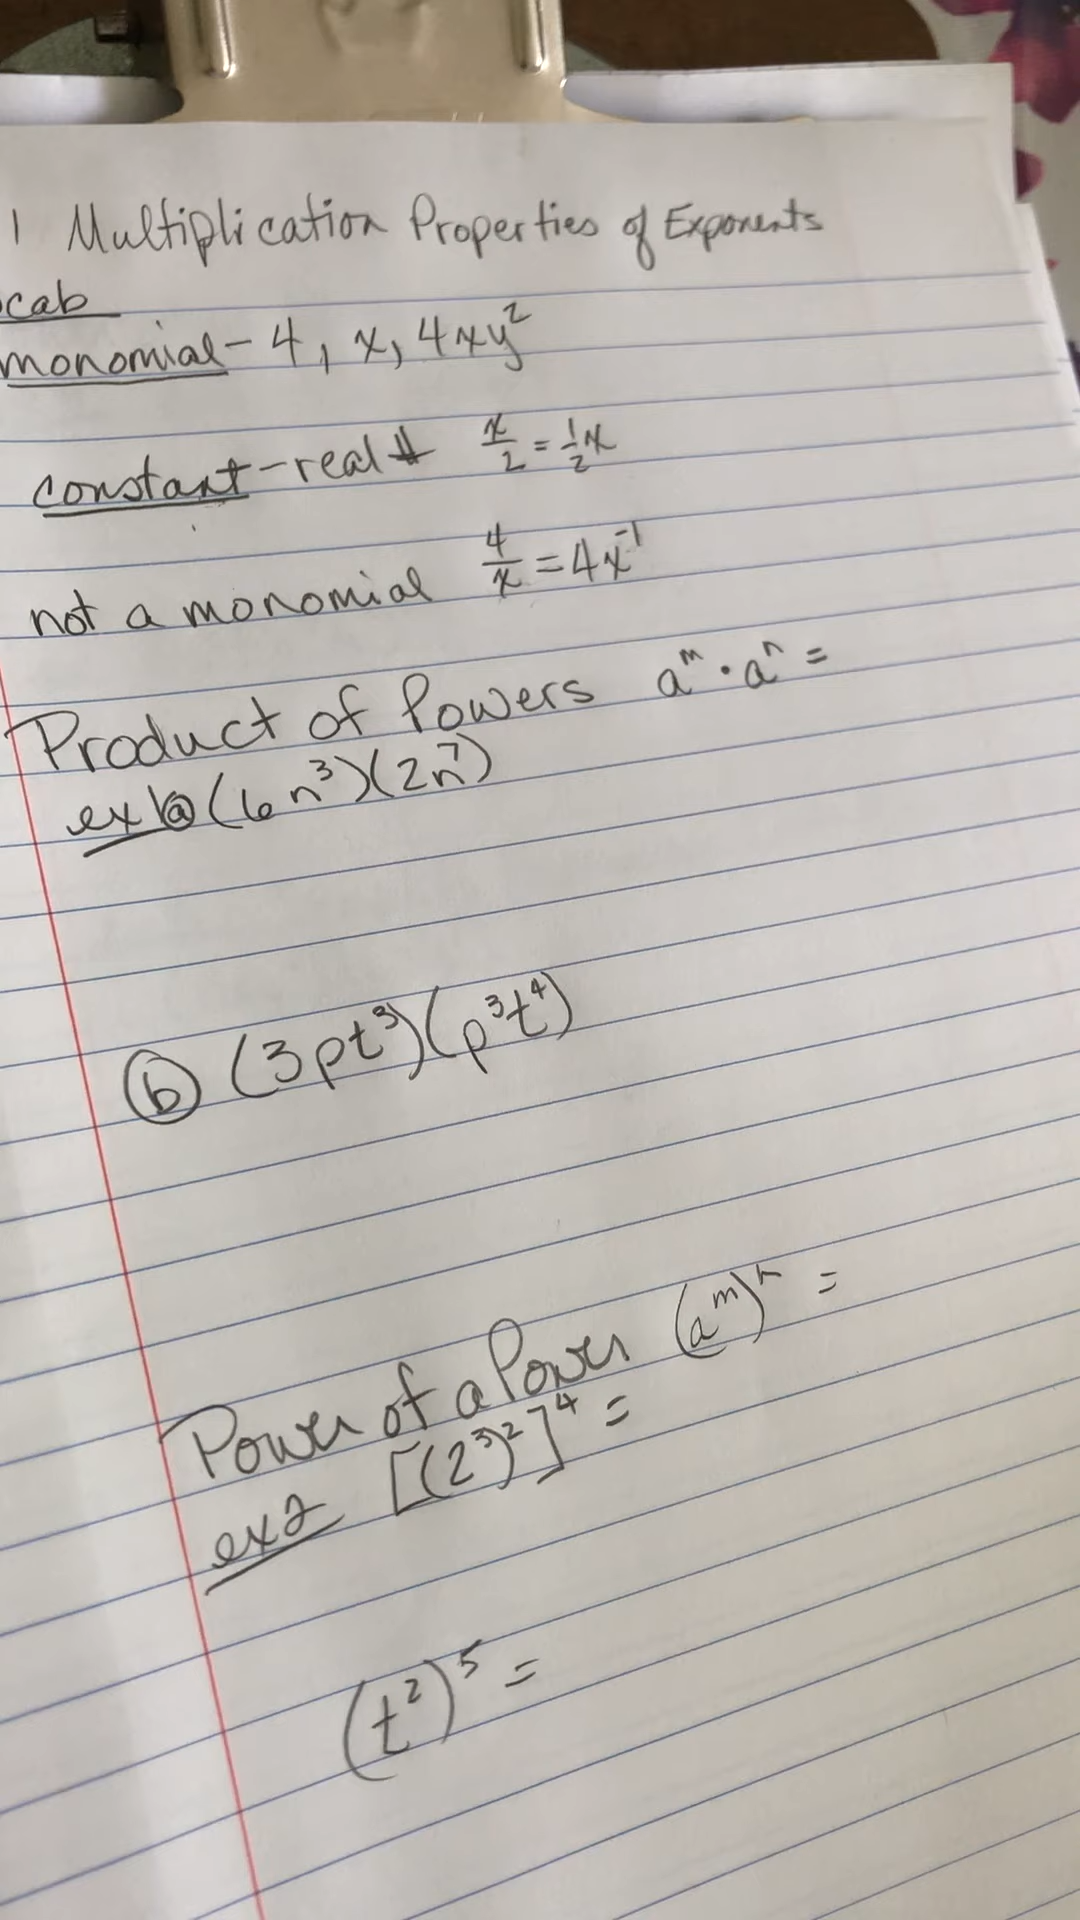 1 Multiplication Properties of Exponents
cab
monomial - 4, x, 4xy²
constant - real # x/2 = 1/2 x
not a monomial 4/x = 4x⁻¹
Product of Powers aᵐ · aⁿ =
ex 1 ⓐ (6n³)(2n⁷)
ⓑ (3pt³)(p³t⁴)
Power of a Power (aᵐ)ⁿ =
ex 2 [(2³)²]⁴ =
(t²)⁵ =